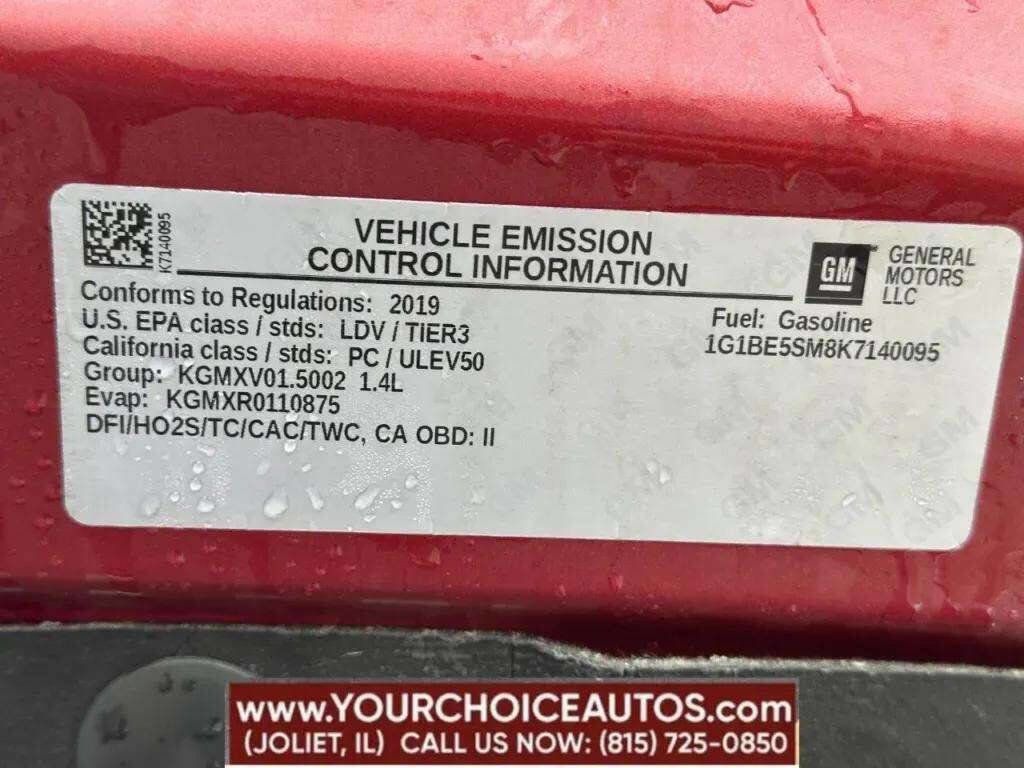 K7140095
VEHICLE EMISSION
CONTROL INFORMATION
GM
GENERAL
MOTORS
LLC
Conforms to Regulations: 2019
U.S. EPA class / stds: LDV / TIER3
California class / stds: PC / ULEV50
Group: KGMXV01.5002 1.4L
Evap: KGMXR0110875
DFI/HO2S/TC/CAC/TWC, CA OBD: II
Fuel: Gasoline
1G1BE5SM8K7140095
www.YOURCHOICEAUTOS.com
(JOLIET, IL) CALL US NOW: (815) 725-0850